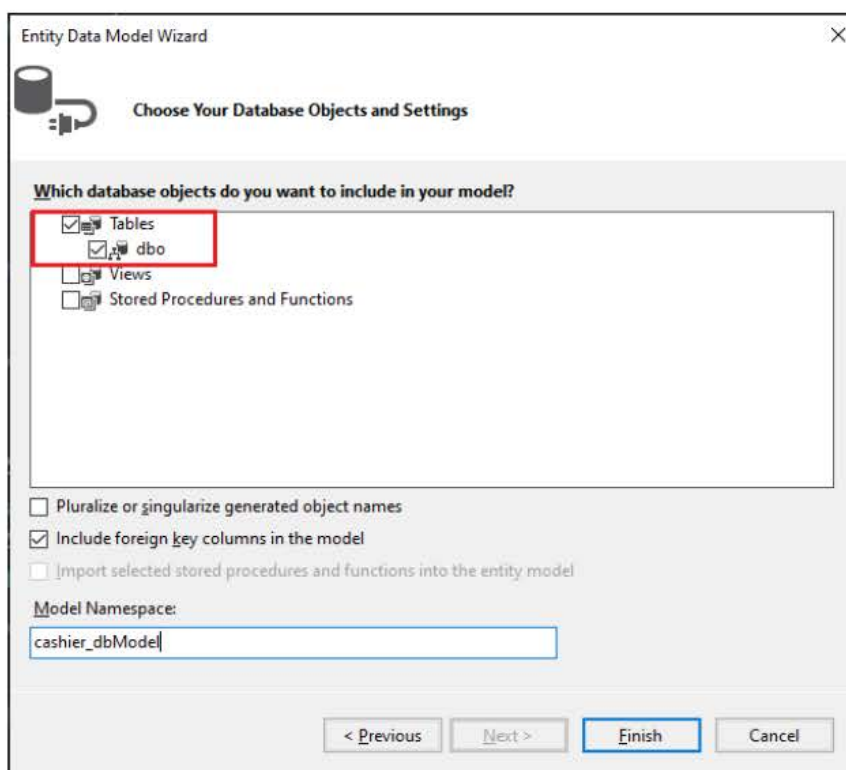 Entity Data Model Wizard
Choose Your Database Objects and Settings
Which database objects do you want to include in your model?
Tables
dbo
Views
Stored Procedures and Functions
Pluralize or singularize generated object names
Include foreign key columns in the model
Import selected stored procedures and functions into the entity model
Model Namespace:
cashier_dbModel
< Previous Next > Finish Cancel